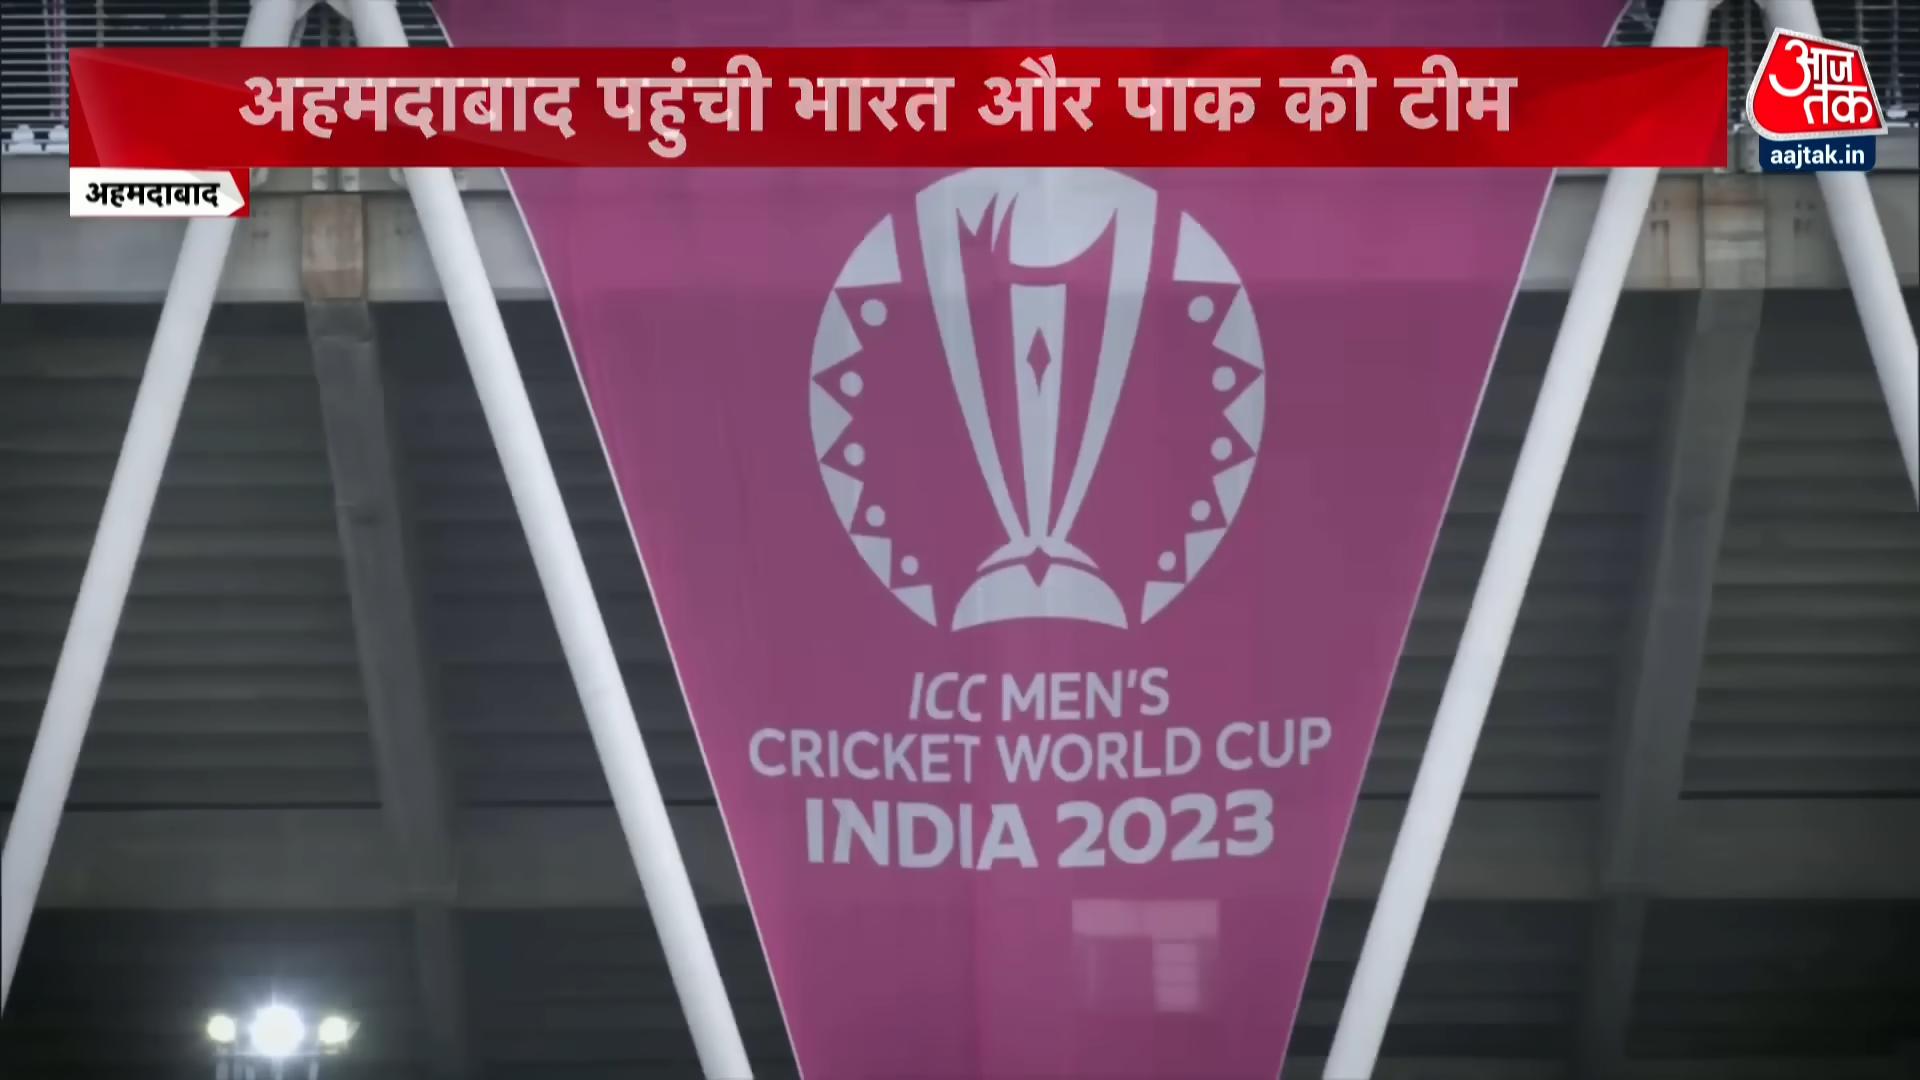 अहमदाबाद पहुंची भारत और पाक की टीम
आज
तक
aajtak.in
अहमदाबाद
ICC MEN'S
CRICKET WORLD CUP
INDIA 2023